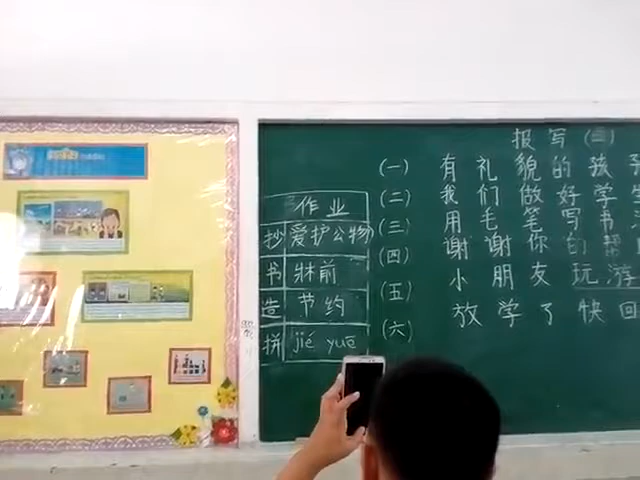 报写(三)
(一) 有礼貌的孩
(二) 我们做好学生
(三) 用毛笔写书
(四) 谢谢你的帮
(五) 小朋友玩游
(六) 放学了快回
作业
抄 爱护公物
书 牀前
造 节约
拼 jié yuē